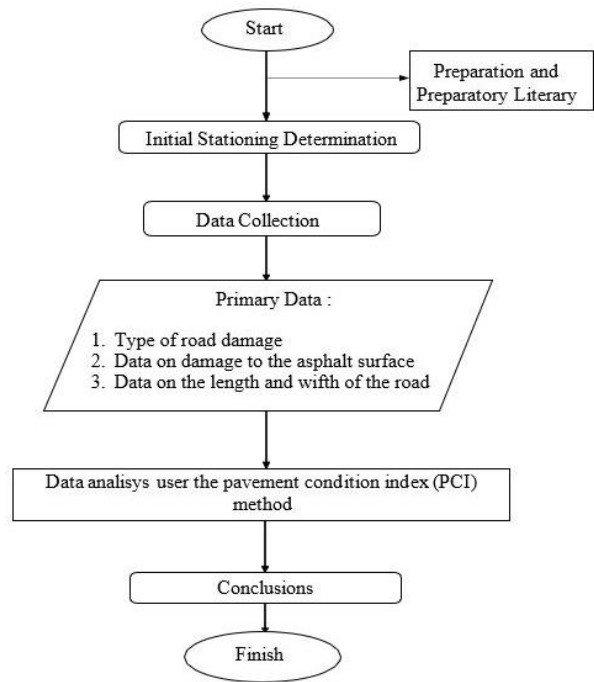 Start
Preparation and
Preparatory Literary
Initial Stationing Determination
Data Collection
Primary Data :
1. Type of road damage
2. Data on damage to the asphalt surface
3. Data on the length and wifth of the road
Data analisys user the pavement condition index (PCI)
method
Conclusions
Finish